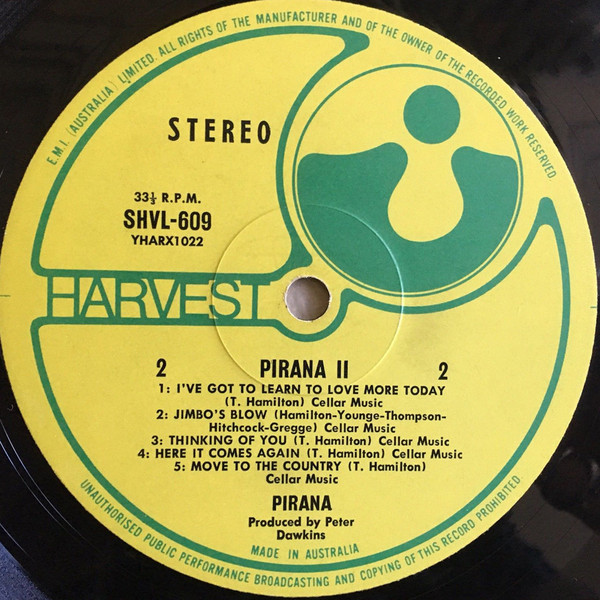 E.M.I. (AUSTRALIA) LIMITED. ALL RIGHTS OF THE MANUFACTURER AND OF THE OWNER OF THE RECORDED WORK RESERVED.
STEREO
33⅓ R.P.M.
SHVL-609
YHARX1022
HARVEST
2 PIRANA II 2
1: I'VE GOT TO LEARN TO LOVE MORE TODAY
(T. Hamilton) Cellar Music
2: JIMBO'S BLOW (Hamilton-Younge-Thompson-
Hitchcock-Gregge) Cellar Music
3: THINKING OF YOU (T. Hamilton) Cellar Music
4: HERE IT COMES AGAIN (T. Hamilton) Cellar Music
5: MOVE TO THE COUNTRY (T. Hamilton)
Cellar Music
PIRANA
Produced by Peter
Dawkins
MADE IN AUSTRALIA
UNAUTHORISED PUBLIC PERFORMANCE BROADCASTING AND COPYING OF THIS RECORD PROHIBITED.